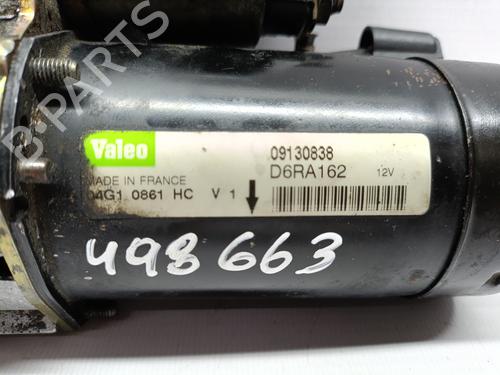 Valeo
09130838
MADE IN FRANCE
D6RA162 12V
04G1 0861 HC V 1
498663
B-PARTS